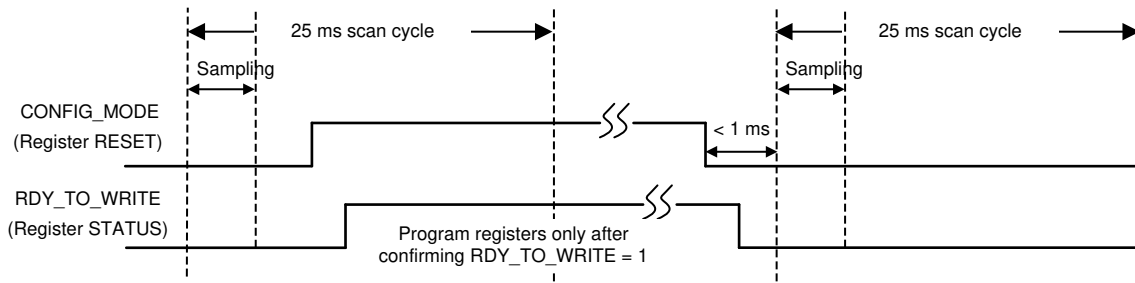 25 ms scan cycle
25 ms scan cycle
Sampling
Sampling
CONFIG_MODE
(Register RESET)
< 1 ms
RDY_TO_WRITE
(Register STATUS)
Program registers only after
confirming RDY_TO_WRITE = 1